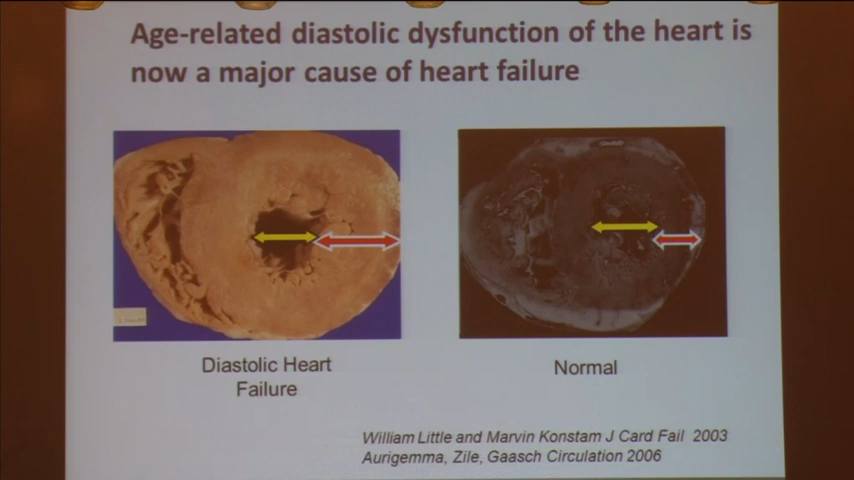 Age-related diastolic dysfunction of the heart is
now a major cause of heart failure
Diastolic Heart
Failure
Normal
William Little and Marvin Konstam J Card Fail 2003
Aurigemma, Zile, Gaasch Circulation 2006